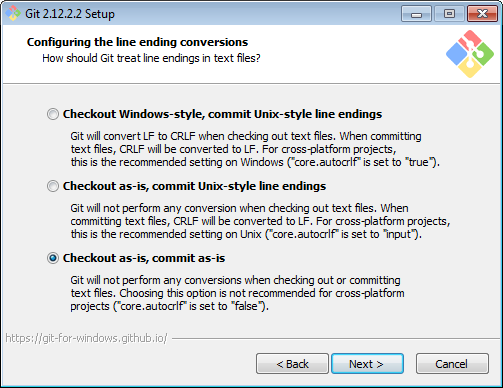 Git 2.12.2.2 Setup
Configuring the line ending conversions
How should Git treat line endings in text files?
Checkout Windows-style, commit Unix-style line endings
Git will convert LF to CRLF when checking out text files. When committing
text files, CRLF will be converted to LF. For cross-platform projects,
this is the recommended setting on Windows ("core.autocrlf" is set to "true").
Checkout as-is, commit Unix-style line endings
Git will not perform any conversion when checking out text files. When
committing text files, CRLF will be converted to LF. For cross-platform projects,
this is the recommended setting on Unix ("core.autocrlf" is set to "input").
Checkout as-is, commit as-is
Git will not perform any conversions when checking out or committing
text files. Choosing this option is not recommended for cross-platform
projects ("core.autocrlf" is set to "false").
https://git-for-windows.github.io/
< Back
Next >
Cancel